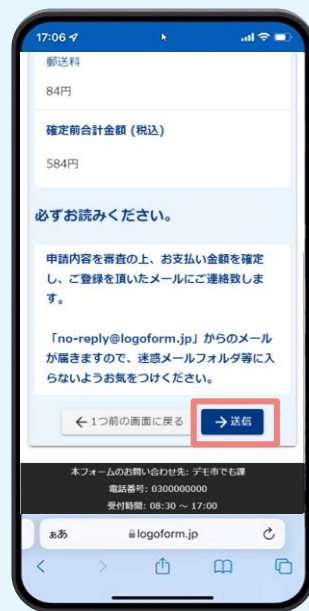 17:06
郵送料
84円
確定前合計金額 (税込)
584円
必ずお読みください。
申請内容を審査の上、お支払い金額を確定
し、ご登録を頂いたメールにご連絡致しま
す。
「no-reply@logoform.jp」からのメール
が届きますので、迷惑メールフォルダ等に入
らないようお気をつけください。
← 1つ前の画面に戻る
→ 送信
本フォームのお問い合わせ先: デモ市でも課
電話番号: 0300000000
受付時間: 08:30 ～ 17:00
ぁあ
logoform.jp